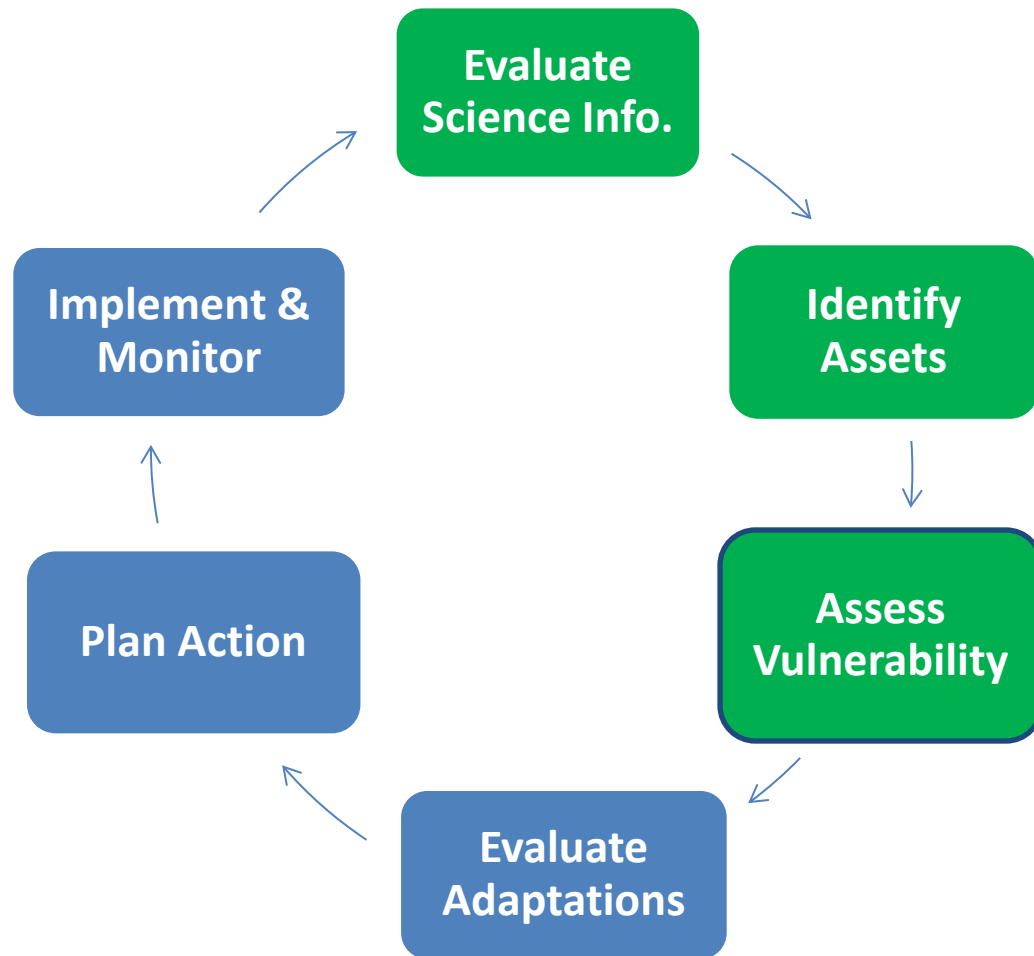 Evaluate
Science Info.
Identify
Assets
Assess
Vulnerability
Evaluate
Adaptations
Plan Action
Implement &
Monitor